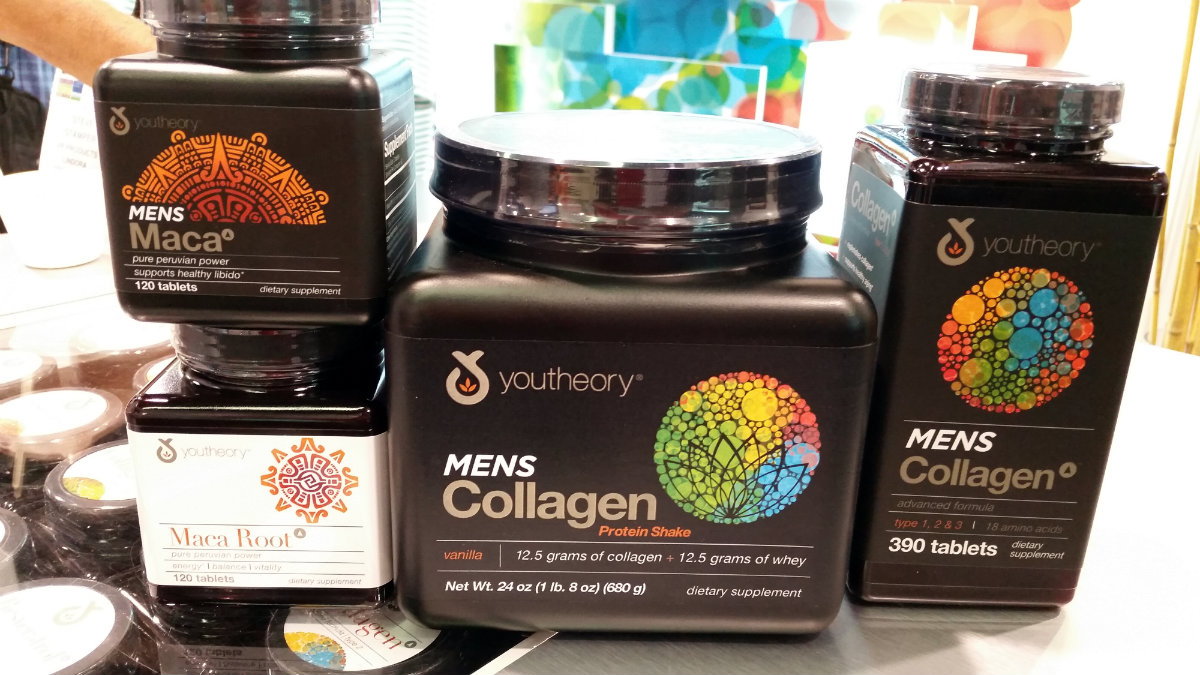 youtheory
MENS
Maca
pure peruvian power
supports healthy libido*
120 tablets
dietary supplement
Supplement
youtheory
Maca Root
pure peruvian power
energy* | balance | vitality
120 tablets
dietary supplement
youtheory®
MENS
Collagen
Protein Shake
vanilla
12.5 grams of collagen + 12.5 grams of whey
Net Wt. 24 oz (1 lb. 8 oz) (680 g)
dietary supplement
Collagen
youtheory®
MENS
Collagen
advanced formula
type 1, 2 & 3 | 18 amino acids
390 tablets
dietary
supplement